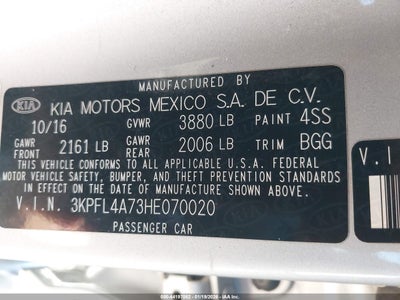 MANUFACTURED BY
KIA KIA MOTORS MEXICO S.A. DE C.V.
10/16 GVWR 3880 LB PAINT 4SS
GAWR FRONT 2161 LB GAWR REAR 2006 LB TRIM BGG
THIS VEHICLE CONFORMS TO ALL APPLICABLE U.S.A. FEDERAL
MOTOR VEHICLE SAFETY, BUMPER, AND THEFT PREVENTION STANDARDS
IN EFFECT ON THE DATE OF MANUFACTURE SHOWN ABOVE.
V.I.N. 3KPFL4A73HE070020
PASSENGER CAR
V.I